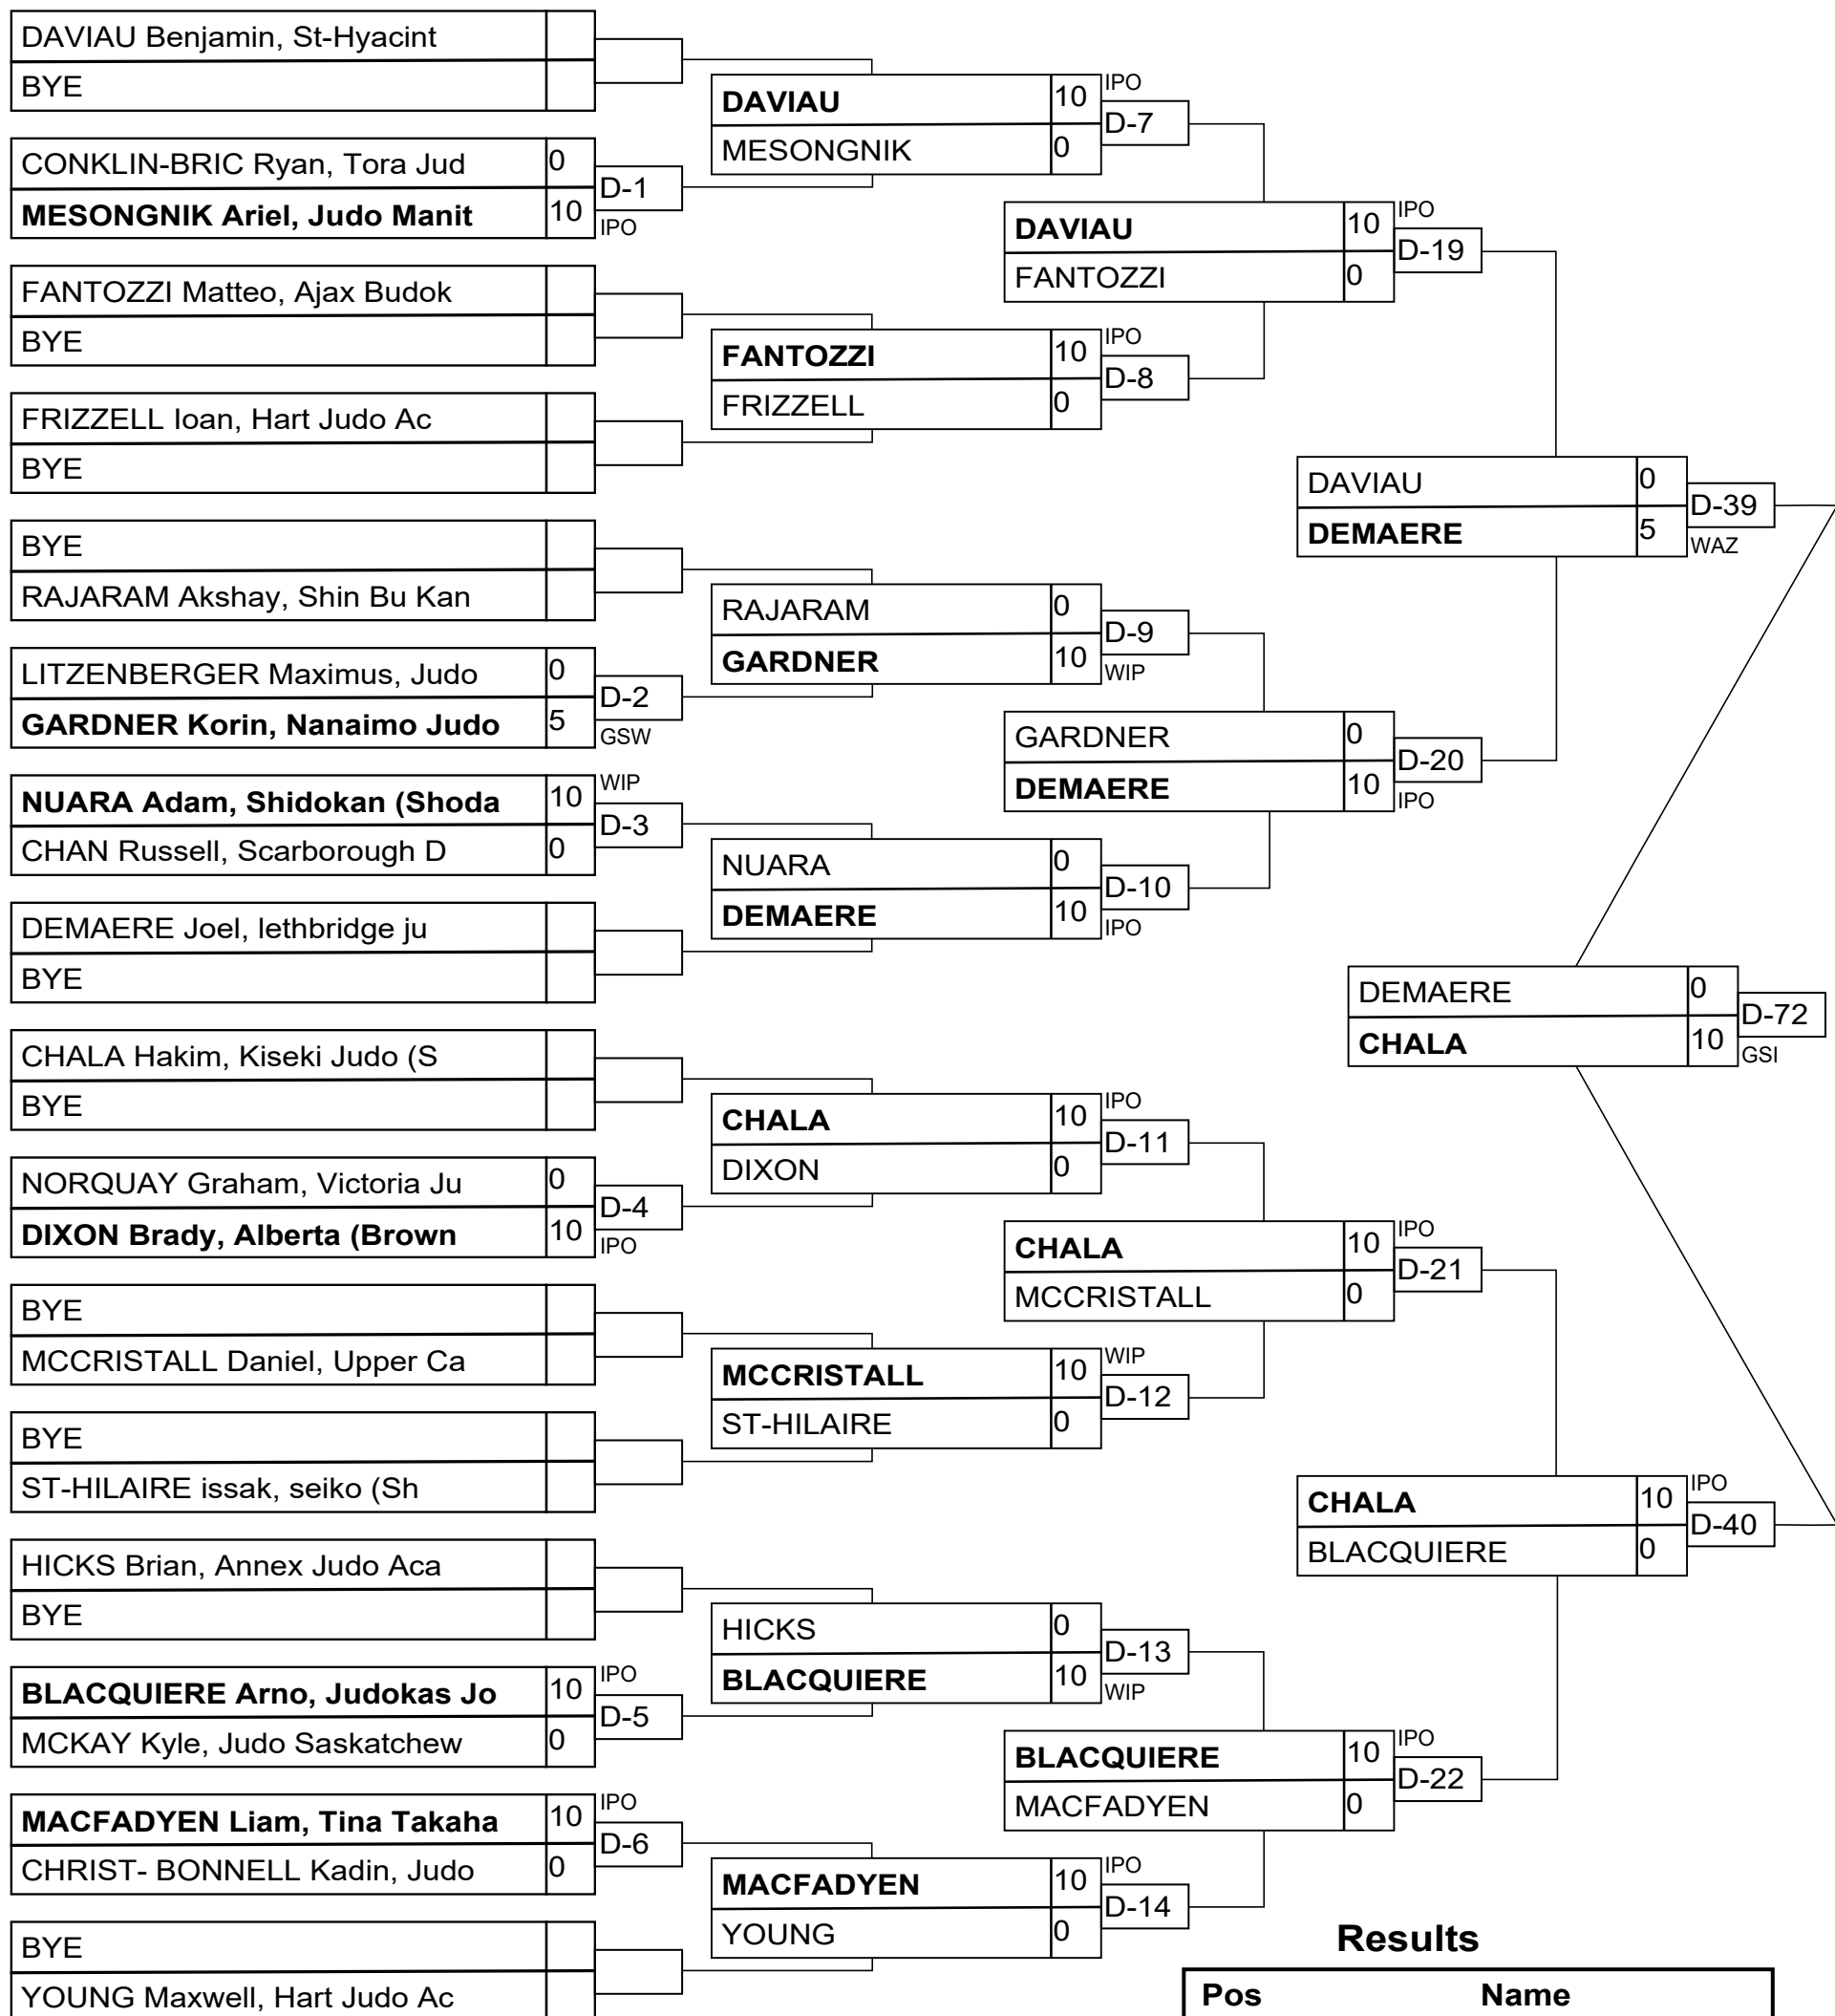 DAVIAU Benjamin, St-Hyacint
BYE
CONKLIN-BRIC Ryan, Tora Jud 0
D-1
MESONGNIK Ariel, Judo Manit 10 IPO
FANTOZZI Matteo, Ajax Budok
BYE
FRIZZELL Ioan, Hart Judo Ac
BYE
BYE
RAJARAM Akshay, Shin Bu Kan
LITZENBERGER Maximus, Judo 0
D-2
GARDNER Korin, Nanaimo Judo 5 GSW
NUARA Adam, Shidokan (Shoda 10 WIP
D-3
CHAN Russell, Scarborough D 0
DEMAERE Joel, lethbridge ju
BYE
CHALA Hakim, Kiseki Judo (S
BYE
NORQUAY Graham, Victoria Ju 0
D-4
DIXON Brady, Alberta (Brown 10 IPO
BYE
MCCRISTALL Daniel, Upper Ca
BYE
ST-HILAIRE issak, seiko (Sh
HICKS Brian, Annex Judo Aca
BYE
BLACQUIERE Arno, Judokas Jo 10 IPO
D-5
MCKAY Kyle, Judo Saskatchew 0
MACFADYEN Liam, Tina Takaha 10 IPO
D-6
CHRIST- BONNELL Kadin, Judo 0
BYE
YOUNG Maxwell, Hart Judo Ac
DAVIAU 10 IPO
D-7
MESONGNIK 0
FANTOZZI 10 IPO
D-8
FRIZZELL 0
RAJARAM 0
D-9
GARDNER 10 WIP
NUARA 0
D-10
DEMAERE 10 IPO
CHALA 10 IPO
D-11
DIXON 0
MCCRISTALL 10 WIP
D-12
ST-HILAIRE 0
HICKS 0
D-13
BLACQUIERE 10 WIP
MACFADYEN 10 IPO
D-14
YOUNG 0
DAVIAU 10 IPO
D-19
FANTOZZI 0
GARDNER 0
D-20
DEMAERE 10 IPO
CHALA 10 IPO
D-21
MCCRISTALL 0
BLACQUIERE 10 IPO
D-22
MACFADYEN 0
DAVIAU 0
D-39
DEMAERE 5 WAZ
CHALA 10 IPO
D-40
BLACQUIERE 0
DEMAERE 0
D-72
CHALA 10 GSI
Results
Pos Name